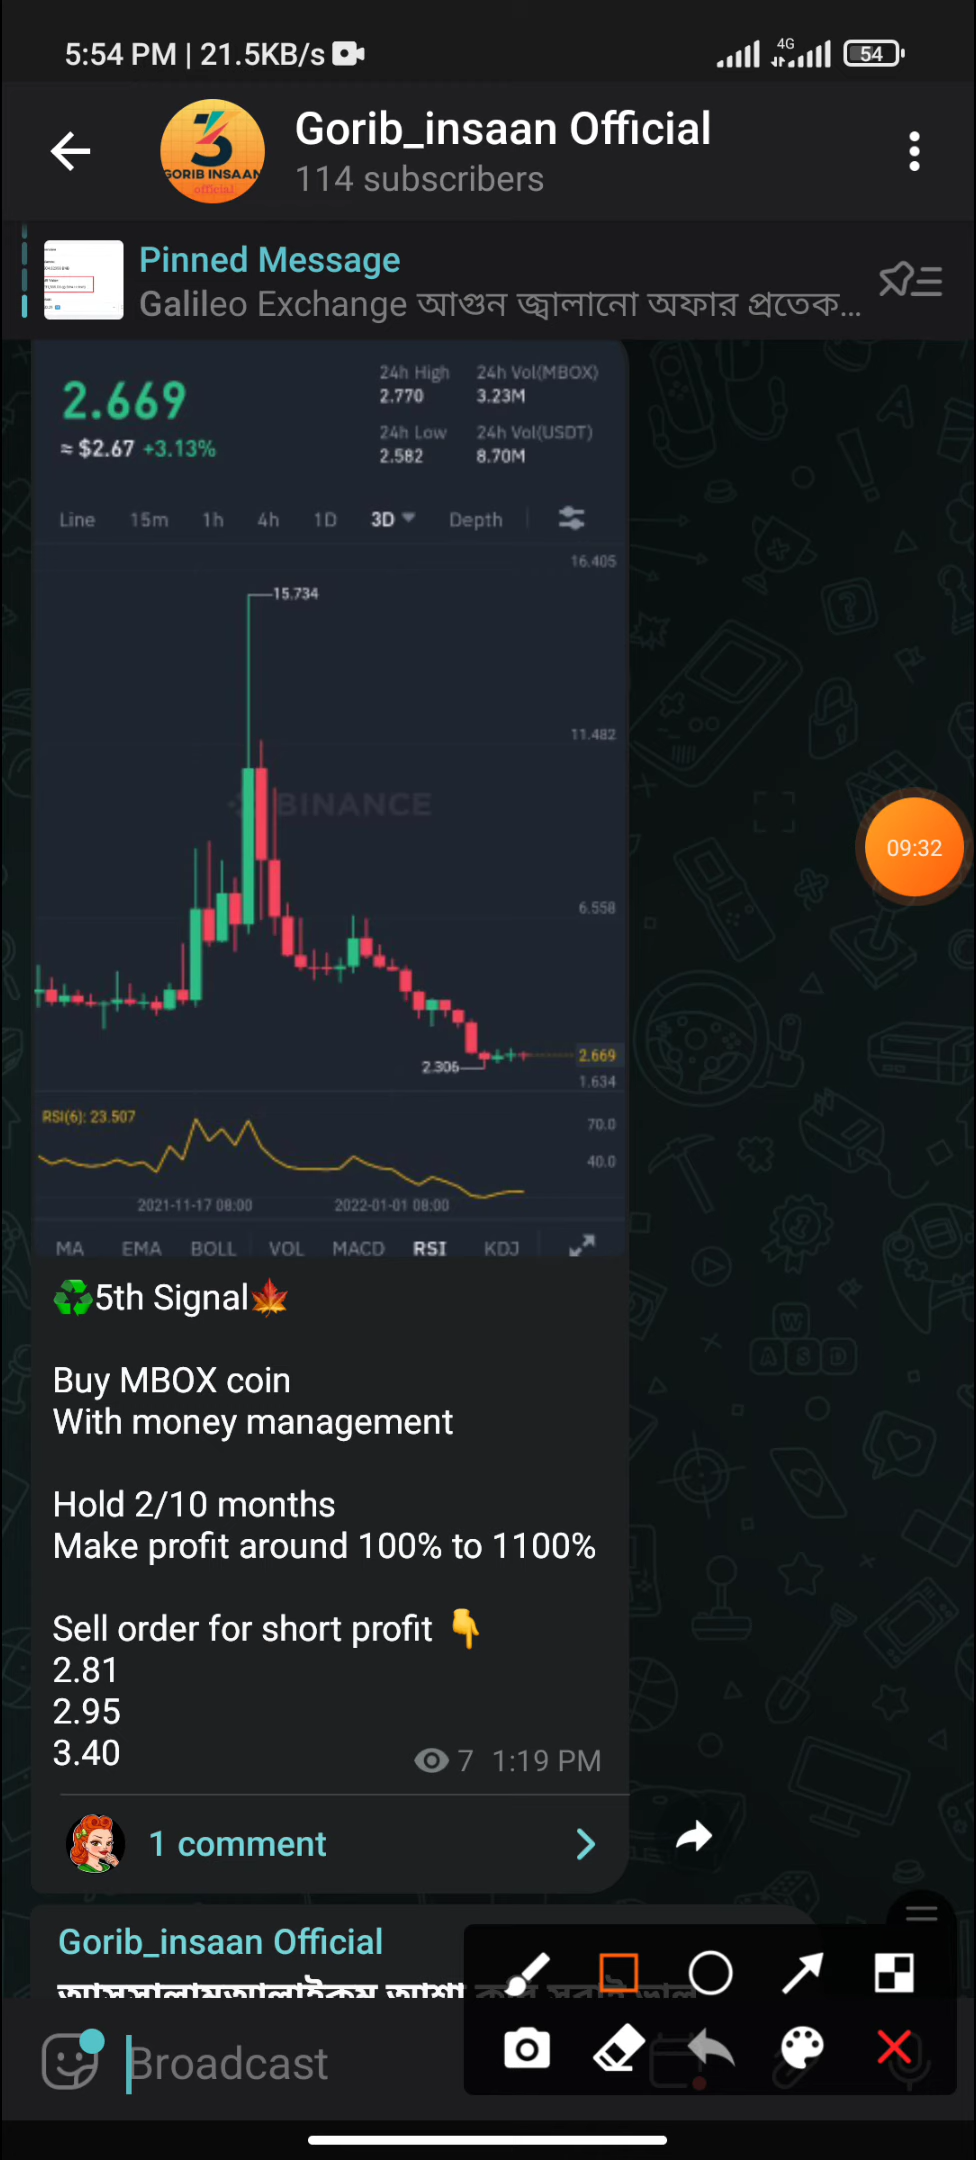 5:54 PM | 21.5KB/s
4G
54
GORIB INSAAN
official
Gorib_insaan Official
114 subscribers
Pinned Message
Galileo Exchange আগুন জ্বালানো অফার প্রতেক...
2.669
≈ $2.67 +3.13%
24h High
2.770
24h Vol(MBOX)
3.23M
24h Low
2.582
24h Vol(USDT)
8.70M
Line 15m 1h 4h 1D 3D Depth
16.405
15.734
11.482
BINANCE
09:32
6.558
2.669
2.306
1.634
RSI(6): 23.507
70.0
40.0
2021-11-17 08:00 2022-01-01 08:00
MA EMA BOLL VOL MACD RSI KDJ
♻️5th Signal🍁
Buy MBOX coin
With money management
Hold 2/10 months
Make profit around 100% to 1100%
Sell order for short profit 👇
2.81
2.95
3.40
7 1:19 PM
1 comment
Gorib_insaan Official
আসসালামুআলাইকুম আশা করি সবাই ভাল
Broadcast